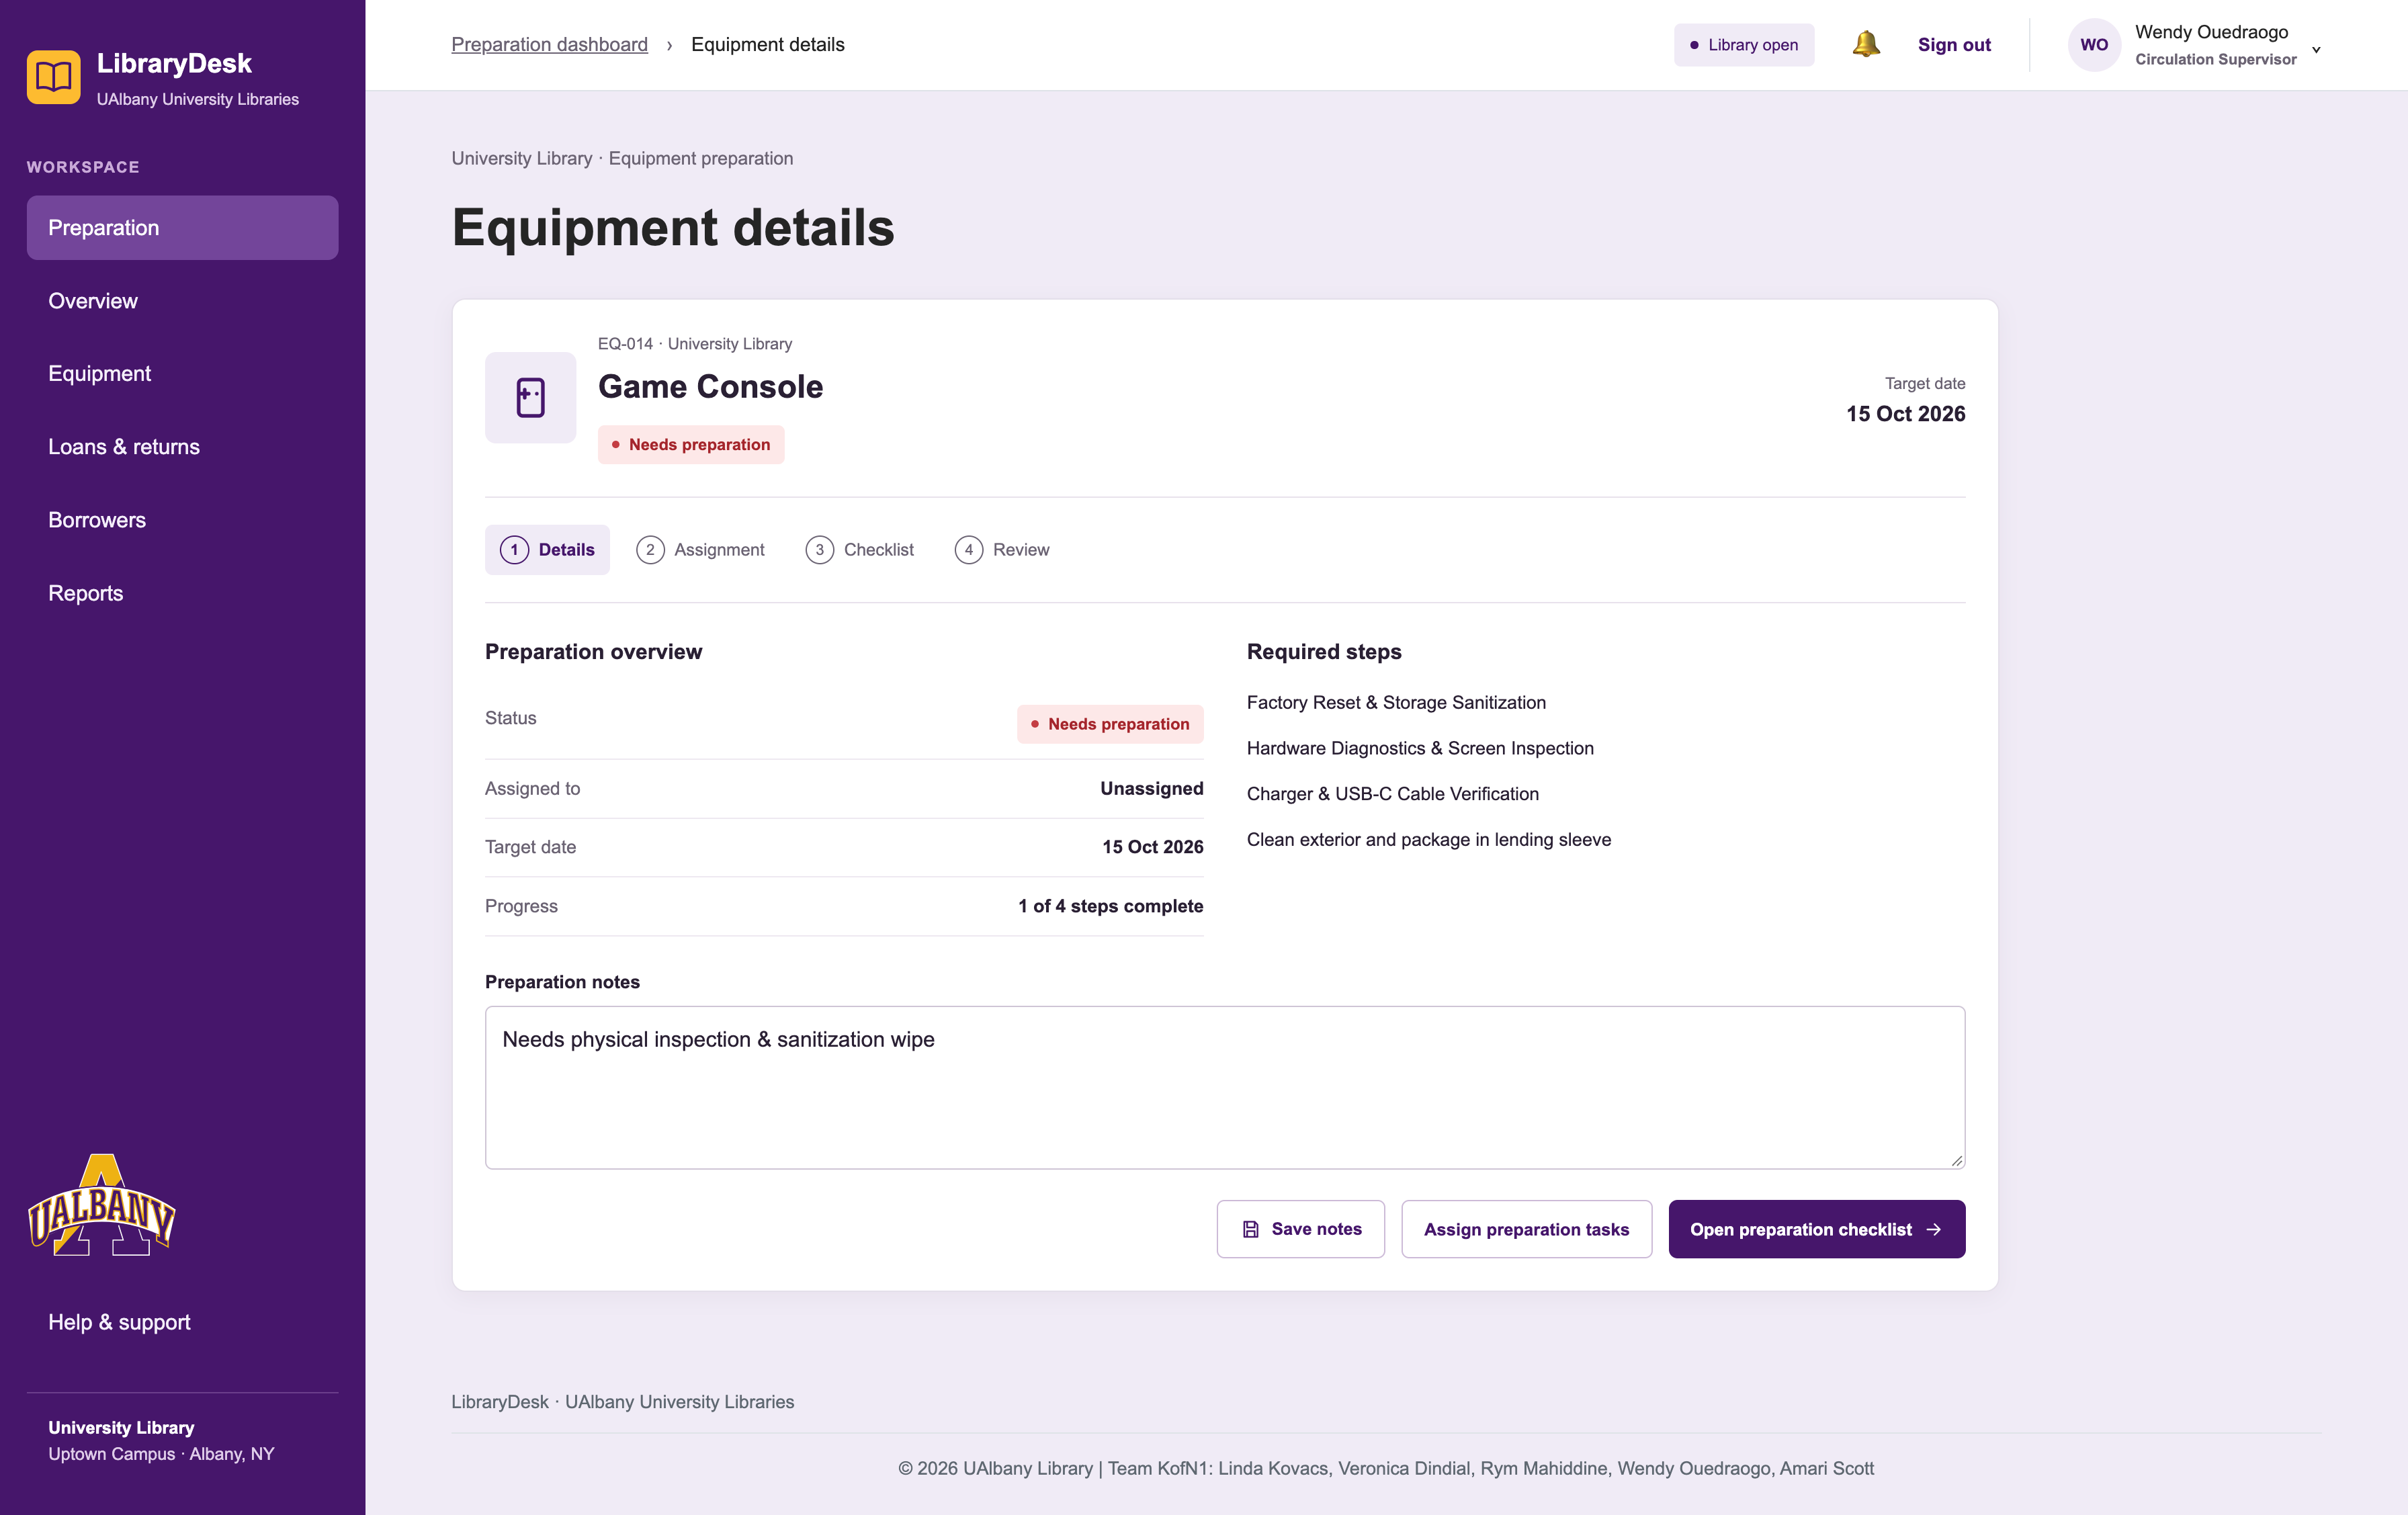 LibraryDesk
UAlbany University Libraries
WORKSPACE
Preparation
Overview
Equipment
Loans & returns
Borrowers
Reports
UALBANY
Help & support
University Library
Uptown Campus · Albany, NY
Preparation dashboard › Equipment details
Library open
Sign out
WO
Wendy Ouedraogo
Circulation Supervisor
University Library · Equipment preparation
Equipment details
EQ-014 · University Library
Game Console
Needs preparation
Target date
15 Oct 2026
1 Details
2 Assignment
3 Checklist
4 Review
Preparation overview
Status Needs preparation
Assigned to Unassigned
Target date 15 Oct 2026
Progress 1 of 4 steps complete
Required steps
Factory Reset & Storage Sanitization
Hardware Diagnostics & Screen Inspection
Charger & USB-C Cable Verification
Clean exterior and package in lending sleeve
Preparation notes
Needs physical inspection & sanitization wipe
Save notes
Assign preparation tasks
Open preparation checklist →
LibraryDesk · UAlbany University Libraries
© 2026 UAlbany Library | Team KofN1: Linda Kovacs, Veronica Dindial, Rym Mahiddine, Wendy Ouedraogo, Amari Scott